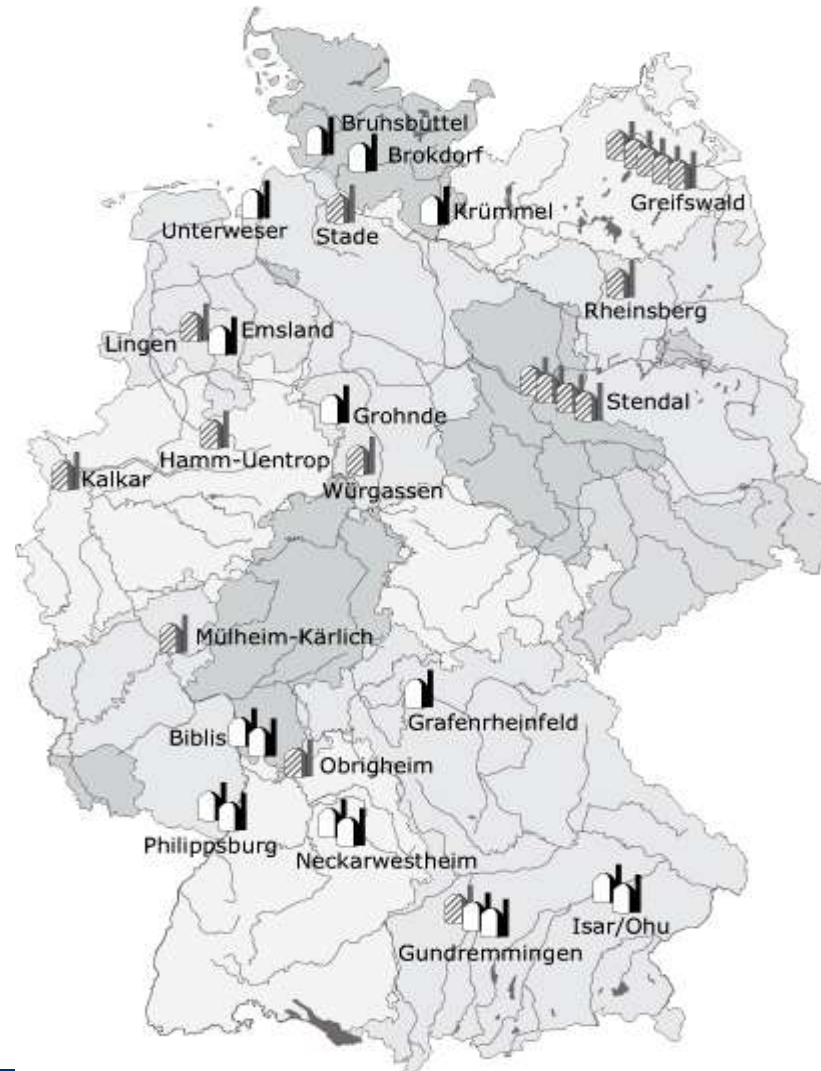 Brunsbüttel
Brokdorf
Krümmel
Greifswald
Unterweser
Stade
Rheinsberg
Lingen
Emsland
Stendal
Grohnde
Hamm-Uentrop
Kalkar
Würgassen
Mülheim-Kärlich
Grafenrheinfeld
Biblis
Obrigheim
Philippsburg
Neckarwestheim
Isar/Ohu
Gundremmingen